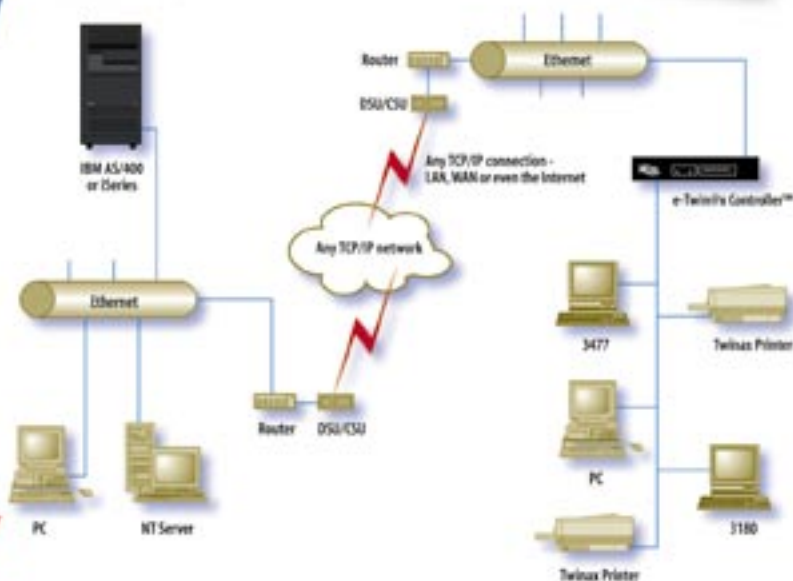 Router
Ethernet
DSU/CSU
IBM AS/400
or iSeries
Any TCP/IP connection -
LAN, WAN or even the Internet
e-Twin@x Controller™
Any TCP/IP network
Ethernet
3477
Twinax Printer
Router
DSU/CSU
PC
PC
NT Server
3180
Twinax Printer